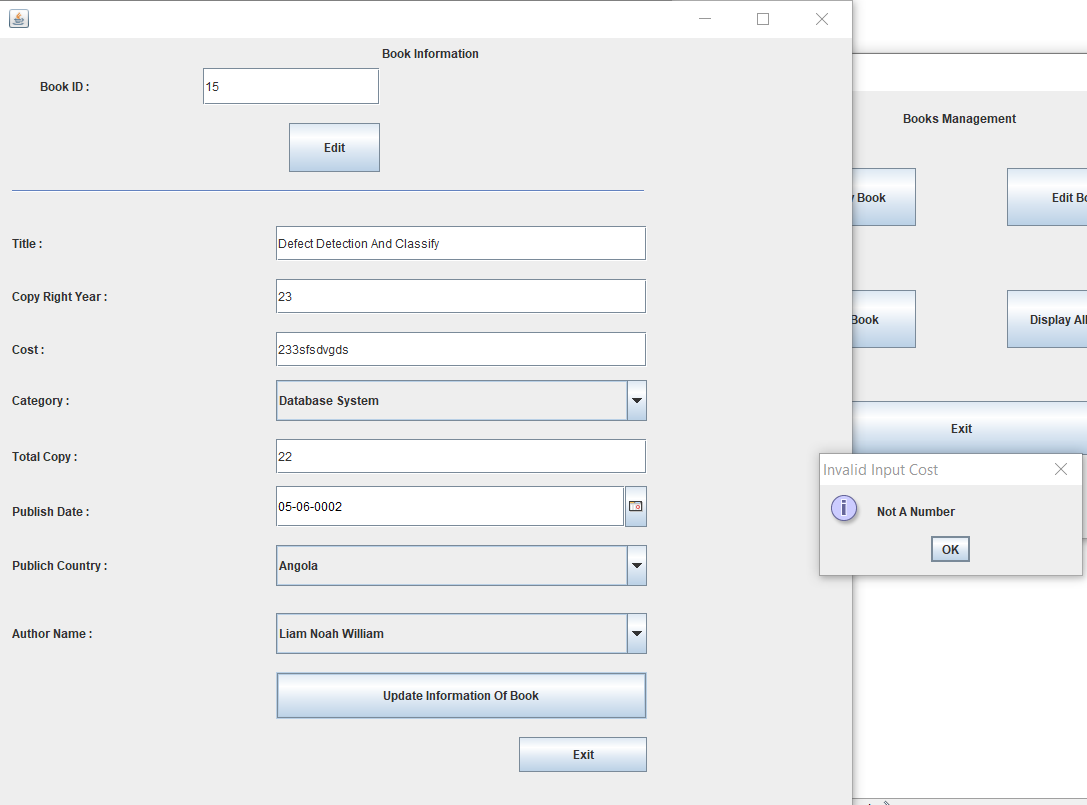 Book Information
Book ID :
15
Edit
Title :
Defect Detection And Classify
Copy Right Year :
23
Cost :
233sfsdvgds
Category :
Database System
Total Copy :
22
Publish Date :
05-06-0002
Publich Country :
Angola
Author Name :
Liam Noah William
Update Information Of Book
Exit
Books Management
Book
Edit
Book
Display All
Exit
Invalid Input Cost
Not A Number
OK